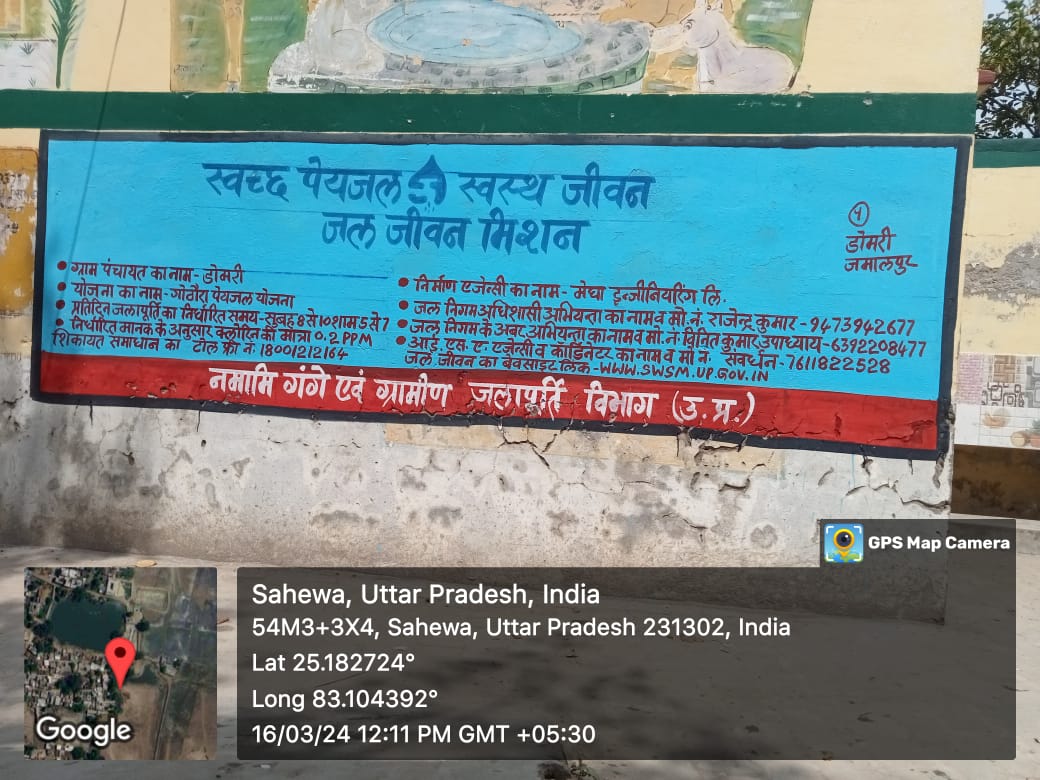 स्वच्छ पेयजल स्वस्थ जीवन
जल जीवन मिशन
४
डोमरी
जमालपुर
• ग्राम पंचायत का नाम- डोमरी
• योजना का नाम- गोठौरा पेयजल योजना
• प्रतिदिन जलापूर्ति का निर्धारित समय- सुबह 8 से 10 शाम 5 से 7
• निर्धारित मानक के अनुसार क्लोरिन की मात्रा 0.2 PPM
शिकायत समाधान का टोल फ्री नं. 18001212164
• निर्माण एजेन्सी का नाम- मेघा इन्जीनियरिंग लि.
• जल निगम अधिशासी अभियन्ता का नाम व मो. नं. राजेन्द्र कुमार - 9473942677
• जल निगम के अवर अभियन्ता का नाम व मो. नं. विनित कुमार उपाध्याय - 6392208477
• आई. एस. ए. एजेन्सी व कोर्डिनेटर का नाम व मो नं. संवर्धन - 7611822528
जल जीवन का बेवसाइट लिंक - WWW.SWSM.UP.GOV.IN
नमामि गंगे एवं ग्रामीण जलापूर्ति विभाग (उ.प्र.)
GPS Map Camera
Sahewa, Uttar Pradesh, India
54M3+3X4, Sahewa, Uttar Pradesh 231302, India
Lat 25.182724°
Long 83.104392°
16/03/24 12:11 PM GMT +05:30
Google